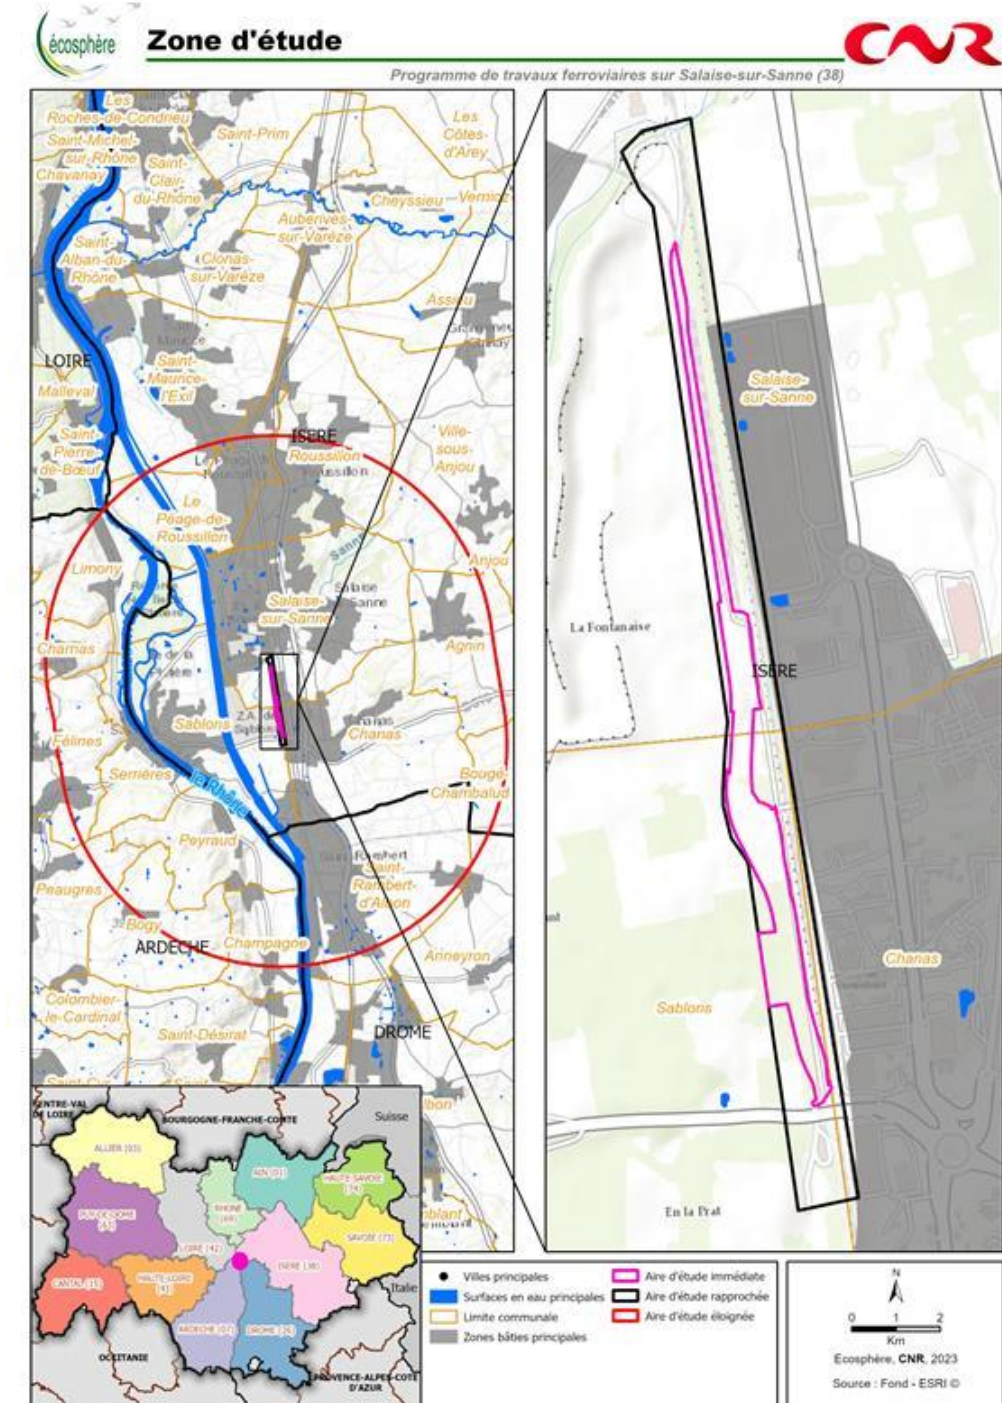 écosphère
Zone d'étude
CNR
Programme de travaux ferroviaires sur Salaise-sur-Sanne (38)
Les
Roches-de-Condrieu
Saint-Michel-
sur-Rhône
Chavanay
Saint-Prim
Les
Côtes-
d'Arey
Saint-
Clair-
du-Rhône
Cheyssieu
Vernioz
Auberives-
sur-Varèze
Saint-
Alban-du-
Rhône
Clonas-
sur-Varèze
Assieu
LOIRE
Malleval
Saint-
Maurice-
l'Exil
Saint-
Pierre-
de-Bœuf
ISERE
Roussillon
Ville-
sous-
Anjou
Le
Péage-de-
Roussillon
Sanne
Anjou
Limony
Salaise-
sur-Sanne
Charnas
Agnin
Sablons
Chanas
Félines
Serrières
le Rhône
Bougé-
Chambalud
Peyraud
Saint-
Rambert-
d'Albon
Peaugres
Bogy
ARDECHE
Champagne
Anneyron
Colombier-
le-Cardinal
Saint-Désirat
DROME
Salaise-
sur-Sanne
La Fontanaise
ISERE
Chanas
Sablons
En la Prat
CENTRE-VAL
DE LOIRE
BOURGOGNE-FRANCHE-COMTE
Suisse
ALLIER (03)
AIN (01)
HAUTE-SAVOIE
(74)
PUY-DE-DOME
(63)
RHONE
(69)
LOIRE (42)
SAVOIE (73)
ISERE (38)
CANTAL (15)
HAUTE-LOIRE
(43)
Italie
ARDECHE (07)
DROME (26)
OCCITANIE
PROVENCE-ALPES-COTE
D'AZUR
Villes principales
Surfaces en eau principales
Limite communale
Zones bâties principales
Aire d'étude immédiate
Aire d'étude rapprochée
Aire d'étude éloignée
N
0 1 2
Km
Ecosphère, CNR, 2023
Source : Fond - ESRI ©